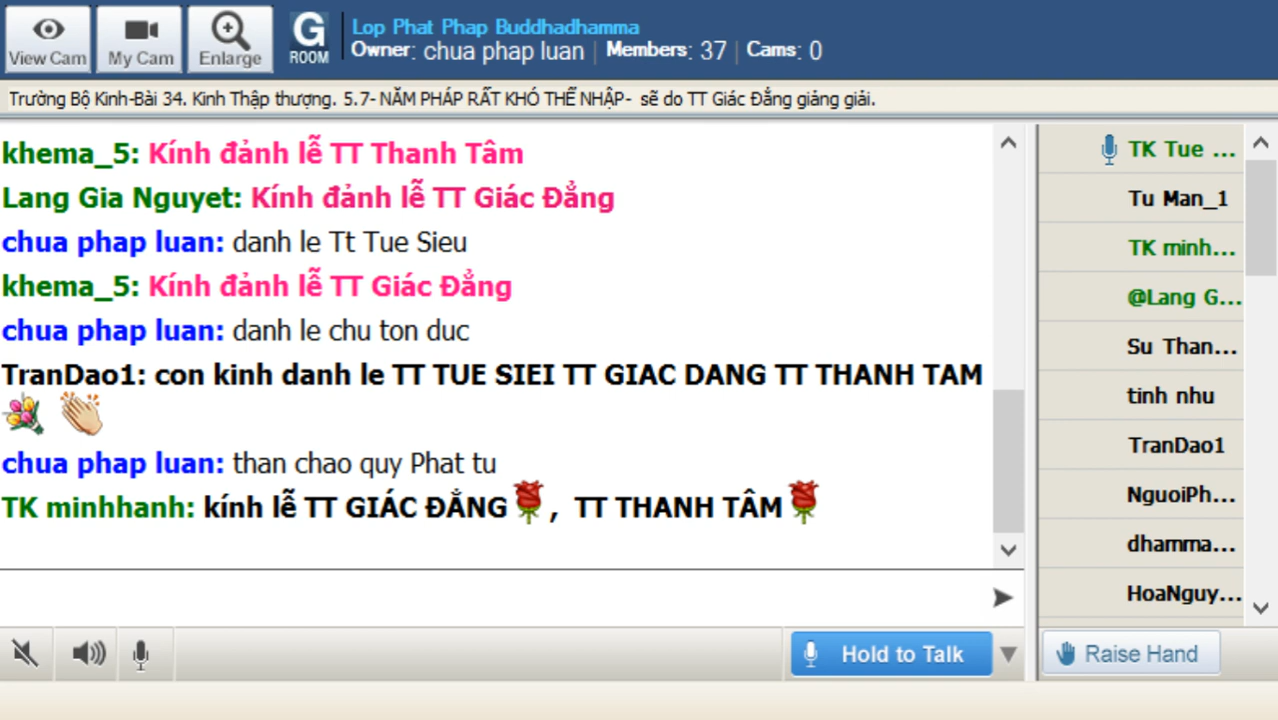 View Cam
My Cam
Enlarge
G
ROOM
Lop Phat Phap Buddhadhamma
Owner: chua phap luan | Members: 37 | Cams: 0
Trường Bộ Kinh-Bài 34. Kinh Thập thượng. 5.7- NĂM PHÁP RẤT KHÓ THỂ NHẬP- sẽ do TT Giác Đẳng giảng giải.
khema_5: Kính đảnh lễ TT Thanh Tâm
Lang Gia Nguyet: Kính đảnh lễ TT Giác Đẳng
chua phap luan: danh le Tt Tue Sieu
khema_5: Kính đảnh lễ TT Giác Đẳng
chua phap luan: danh le chu ton duc
TranDao1: con kinh danh le TT TUE SIEI TT GIAC DANG TT THANH TAM
chua phap luan: than chao quy Phat tu
TK minhhanh: kính lễ TT GIÁC ĐẲNG, TT THANH TÂM
TK Tue ...
Tu Man_1
TK minh...
@Lang G...
Su Than...
tinh nhu
TranDao1
NguoiPh...
dhamma...
HoaNguy...
Hold to Talk
Raise Hand